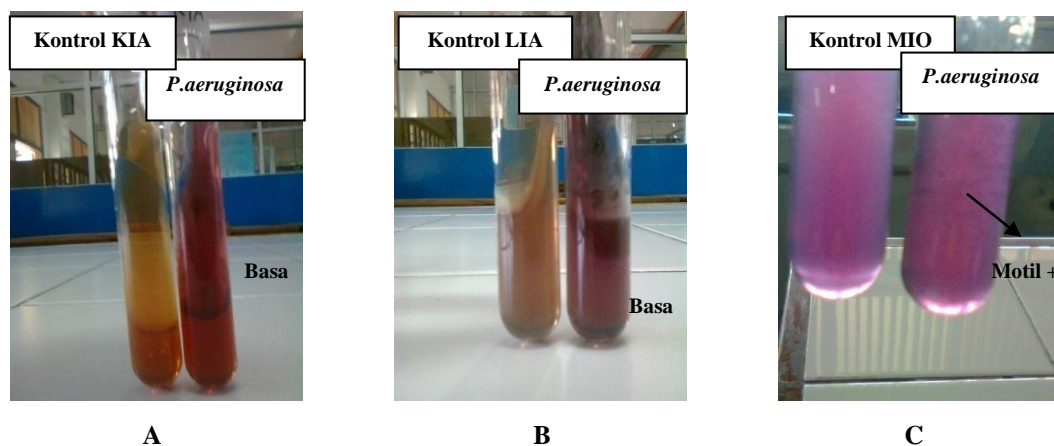 Kontrol KIA
P.aeruginosa
Basa
Kontrol LIA
P.aeruginosa
Basa
Kontrol MIO
P.aeruginosa
Motil +
A
B
C